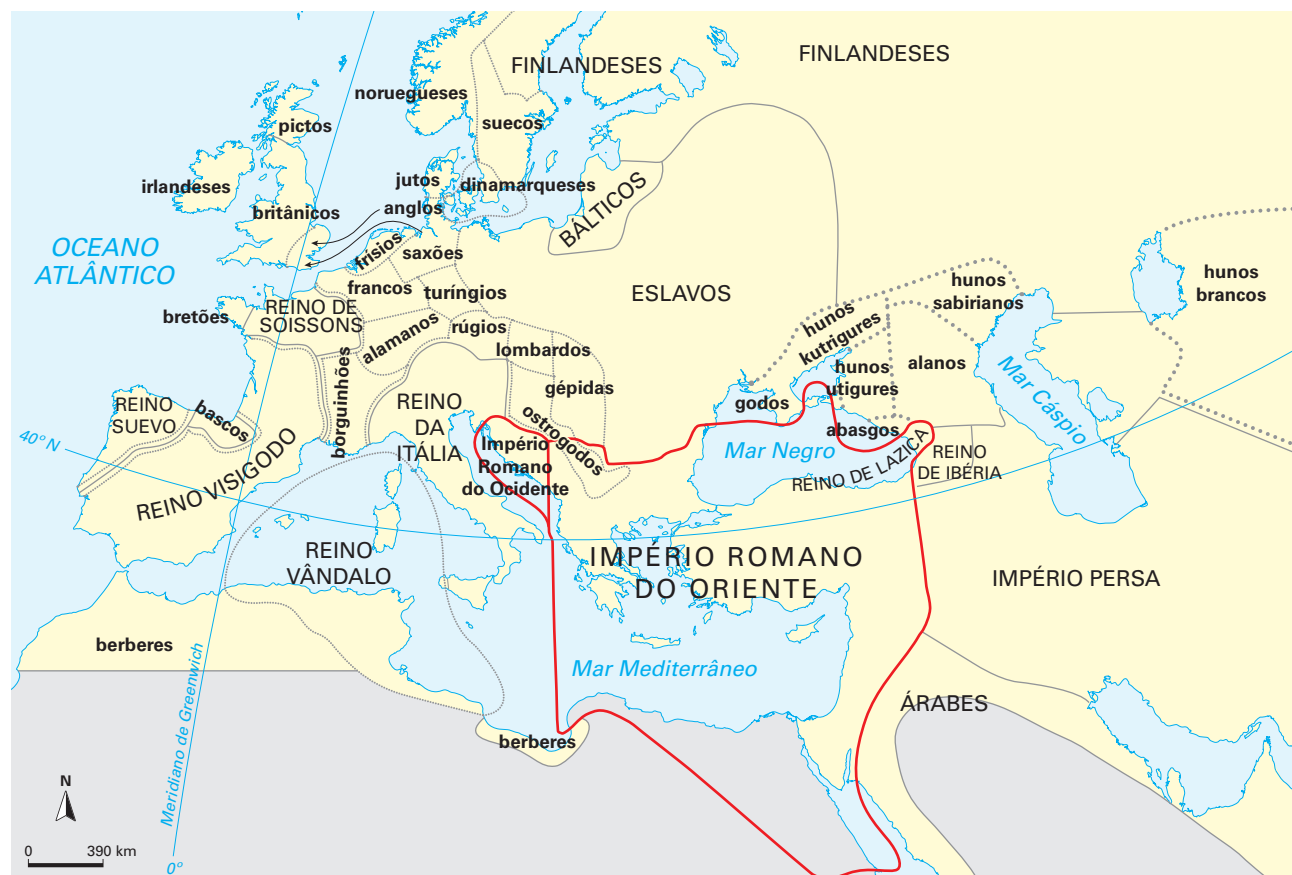 FINLANDESES
FINLANDESES
noruegueses
suecos
pictos
irlandeses
jutos
dinamarqueses
britânicos
anglos
BÁLTICOS
OCEANO
ATLÂNTICO
frísios
saxões
francos
turíngios
ESLAVOS
hunos
sabirianos
hunos
brancos
bretões
REINO DE
SOISSONS
alamanos
rúgios
lombardos
hunos
kutrigures
hunos
utigures
alanos
Mar Cáspio
borguinhões
gépidas
REINO
SUEVO
bascos
REINO
DA
ITÁLIA
ostrogodos
godos
abasgos
40º N
REINO VISIGODO
Império
Romano
do Ocidente
Mar Negro
REINO DE LAZICA
REINO
DE IBÉRIA
REINO
VÂNDALO
IMPÉRIO ROMANO
DO ORIENTE
IMPÉRIO PERSA
berberes
Mar Mediterrâneo
Meridiano de Greenwich
ÁRABES
berberes
N
0
390 km
0º